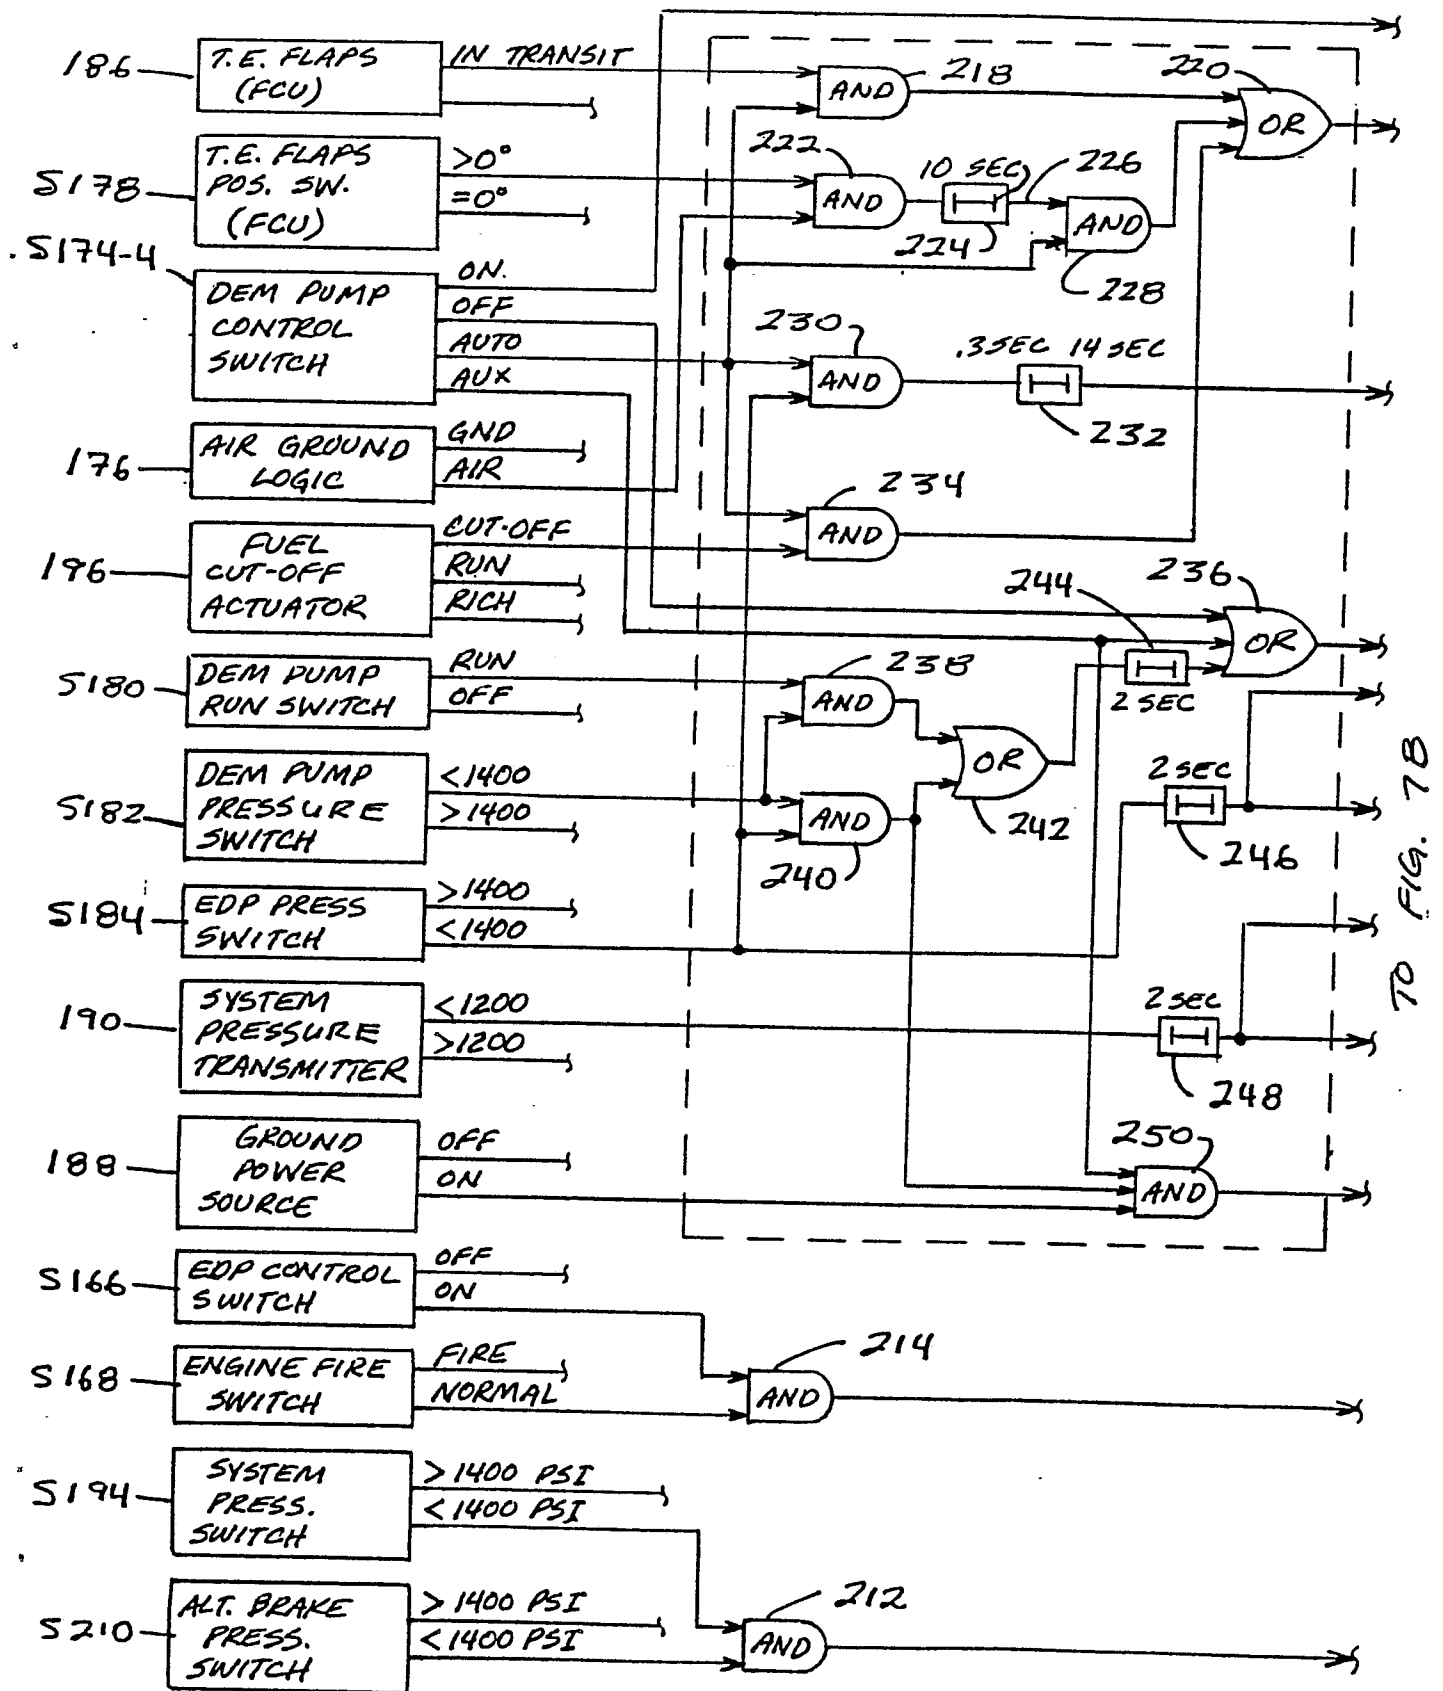 186
T.E. FLAPS
(FCU)
IN TRANSIT
AND
218
220
OR
S178
T.E. FLAPS
POS. SW.
(FCU)
>0°
=0°
222
AND
10 SEC
224
226
AND
228
S174-4
DEM PUMP
CONTROL
SWITCH
ON.
OFF
AUTO
AUX
230
AND
.3SEC 14 SEC
232
176
AIR GROUND
LOGIC
GND
AIR
234
AND
196
FUEL
CUT-OFF
ACTUATOR
CUT-OFF
RUN
RICH
244
2 SEC
236
OR
S180
DEM PUMP
RUN SWITCH
RUN
OFF
238
AND
S182
DEM PUMP
PRESSURE
SWITCH
<1400
>1400
AND
240
OR
242
2 SEC
246
S184
EDP PRESS
SWITCH
>1400
<1400
190
SYSTEM
PRESSURE
TRANSMITTER
<1200
>1200
2 SEC
248
188
GROUND
POWER
SOURCE
OFF
ON
250
AND
S166
EDP CONTROL
SWITCH
OFF
ON
S168
ENGINE FIRE
SWITCH
FIRE
NORMAL
214
AND
S194
SYSTEM
PRESS.
SWITCH
>1400 PSI
<1400 PSI
S210
ALT. BRAKE
PRESS.
SWITCH
>1400 PSI
<1400 PSI
212
AND
TO FIG. 7B